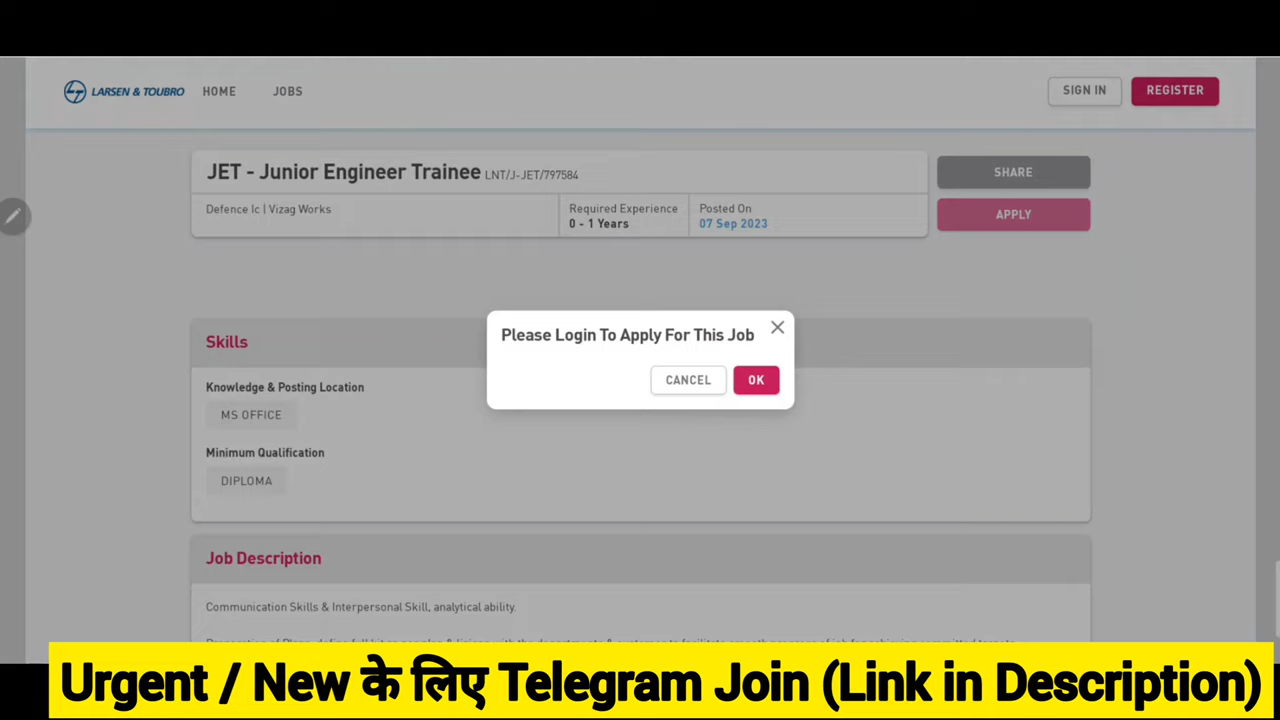 LARSEN & TOUBRO HOME JOBS SIGN IN REGISTER
JET - Junior Engineer Trainee LNT/J-JET/797584
SHARE
Defence Ic | Vizag Works
Required Experience
0 - 1 Years
Posted On
07 Sep 2023
APPLY
Please Login To Apply For This Job
CANCEL OK
Skills
Knowledge & Posting Location
MS OFFICE
Minimum Qualification
DIPLOMA
Job Description
Communication Skills & Interpersonal Skill, analytical ability.
Urgent / New के लिए Telegram Join (Link in Description)